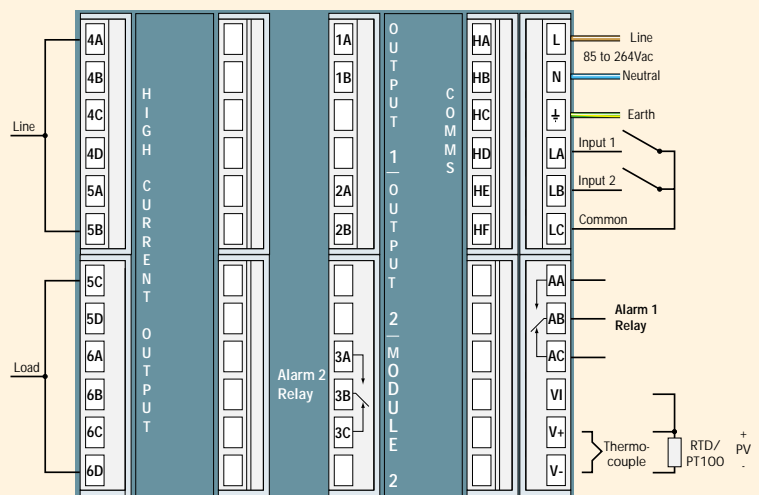 4A
4B
4C
4D
5A
5B
Line
5C
5D
6A
6B
6C
6D
Load
HIGH CURRENT OUTPUT
1A
1B
2A
2B
Alarm 2
Relay
3A
3B
3C
OUTPUT 1—OUTPUT 2—MODULE 2
COMMS
HA
HB
HC
HD
HE
HF
L
N
LA
LB
LC
Line
85 to 264Vac
Neutral
Earth
Input 1
Input 2
Common
AA
AB
AC
VI
V+
V-
Alarm 1
Relay
Thermo-
couple
RTD/
PT100
+
PV
-